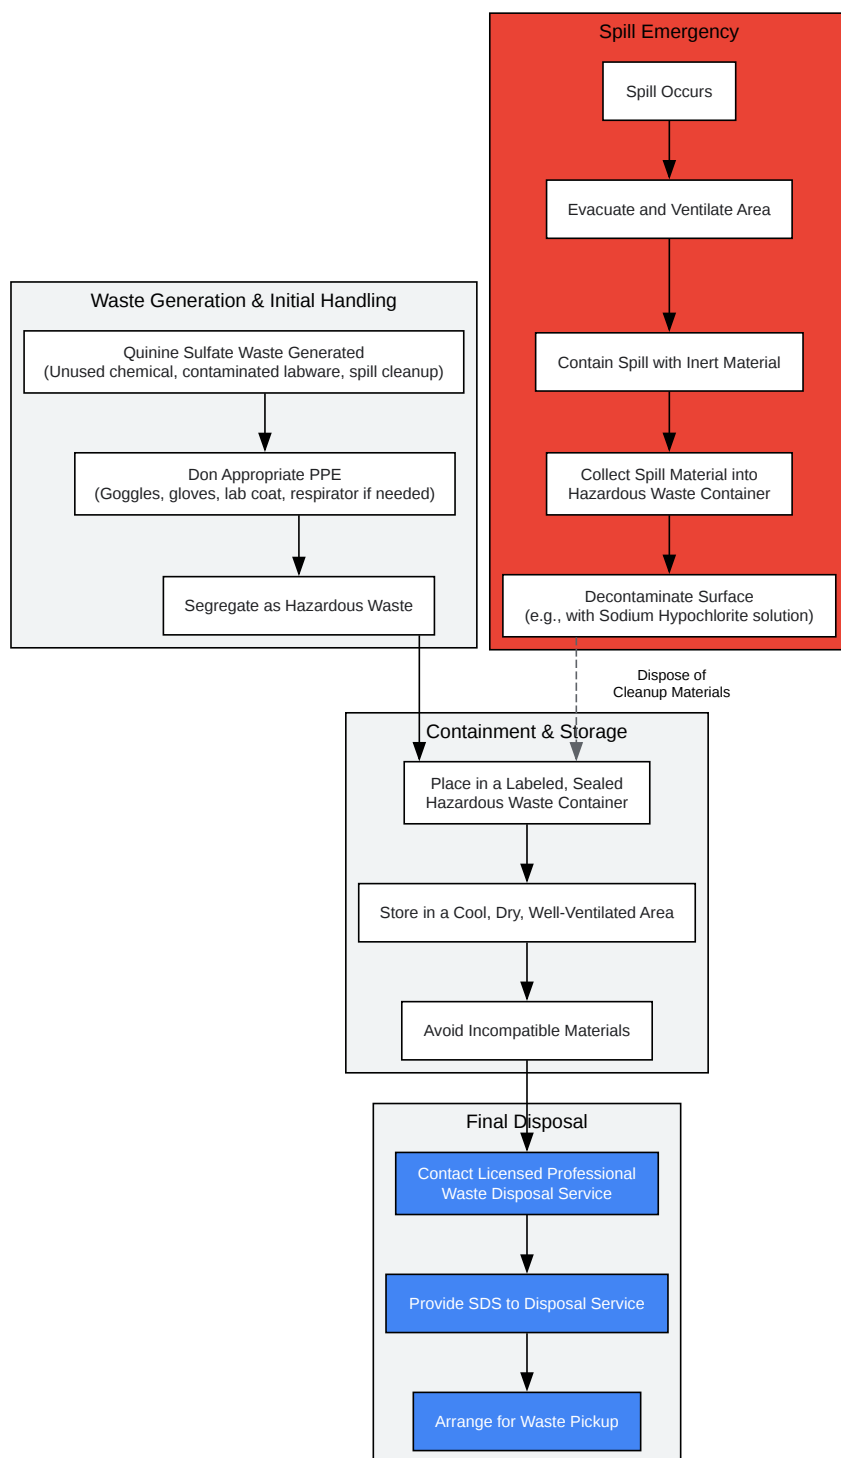 Spill Emergency
Spill Occurs
Evacuate and Ventilate Area
Contain Spill with Inert Material
Collect Spill Material into
Hazardous Waste Container
Decontaminate Surface
(e.g., with Sodium Hypochlorite solution)
Waste Generation & Initial Handling
Quinine Sulfate Waste Generated
(Unused chemical, contaminated labware, spill cleanup)
Don Appropriate PPE
(Goggles, gloves, lab coat, respirator if needed)
Segregate as Hazardous Waste
Dispose of
Cleanup Materials
Containment & Storage
Place in a Labeled, Sealed
Hazardous Waste Container
Store in a Cool, Dry, Well-Ventilated Area
Avoid Incompatible Materials
Final Disposal
Contact Licensed Professional
Waste Disposal Service
Provide SDS to Disposal Service
Arrange for Waste Pickup